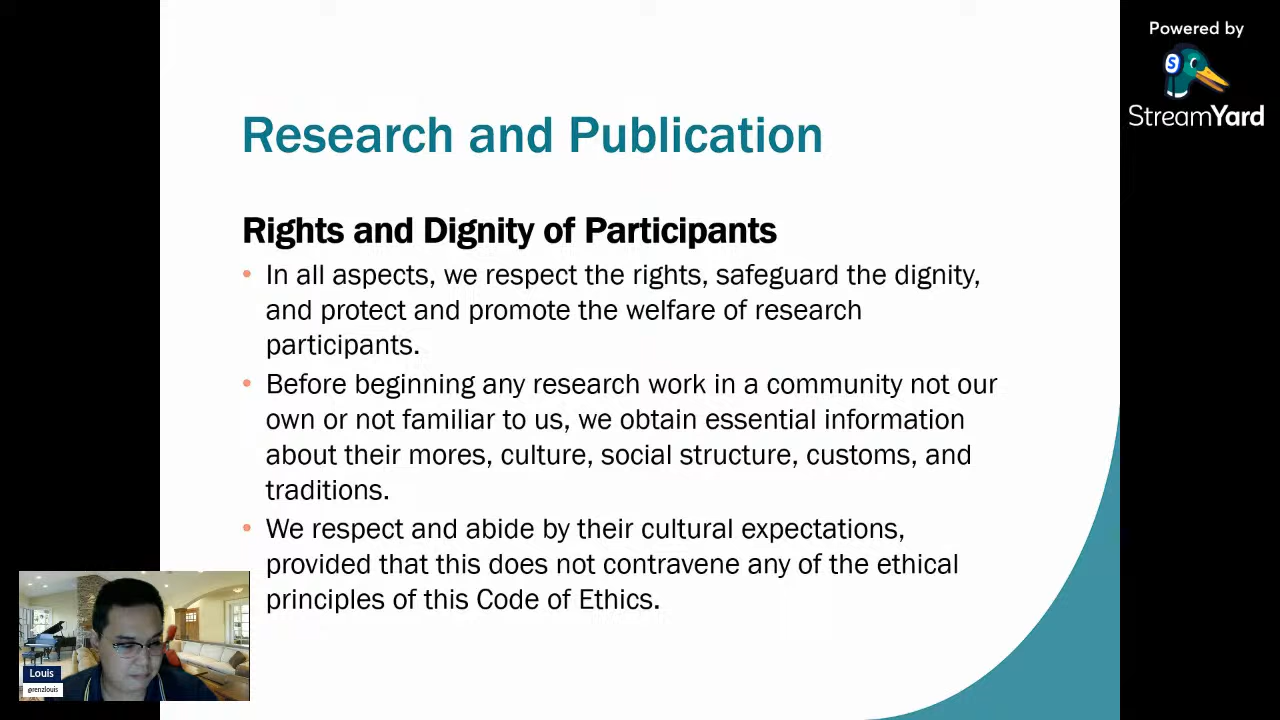 Powered by
StreamYard
Research and Publication
Rights and Dignity of Participants
• In all aspects, we respect the rights, safeguard the dignity,
and protect and promote the welfare of research
participants.
• Before beginning any research work in a community not our
own or not familiar to us, we obtain essential information
about their mores, culture, social structure, customs, and
traditions.
• We respect and abide by their cultural expectations,
provided that this does not contravene any of the ethical
principles of this Code of Ethics.
Louis
@renzlouis